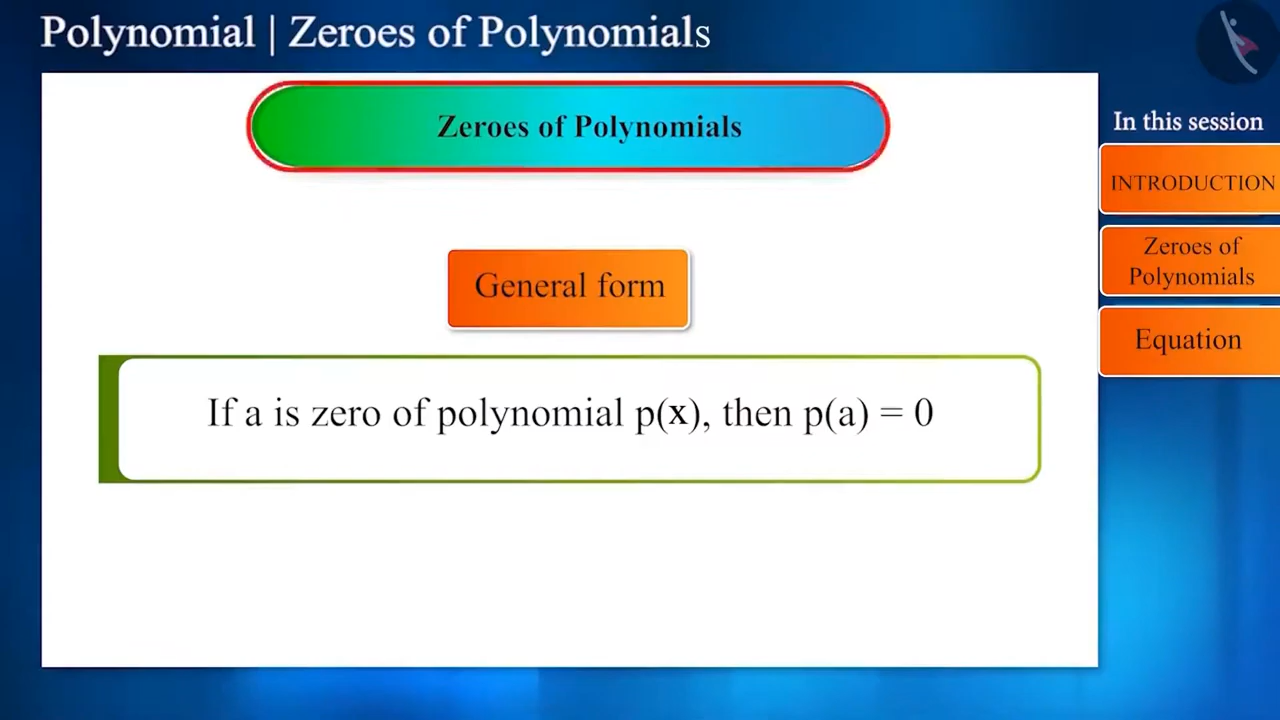 Polynomial | Zeroes of Polynomials
Zeroes of Polynomials
General form
If a is zero of polynomial p(x), then p(a) = 0
In this session
INTRODUCTION
Zeroes of
Polynomials
Equation